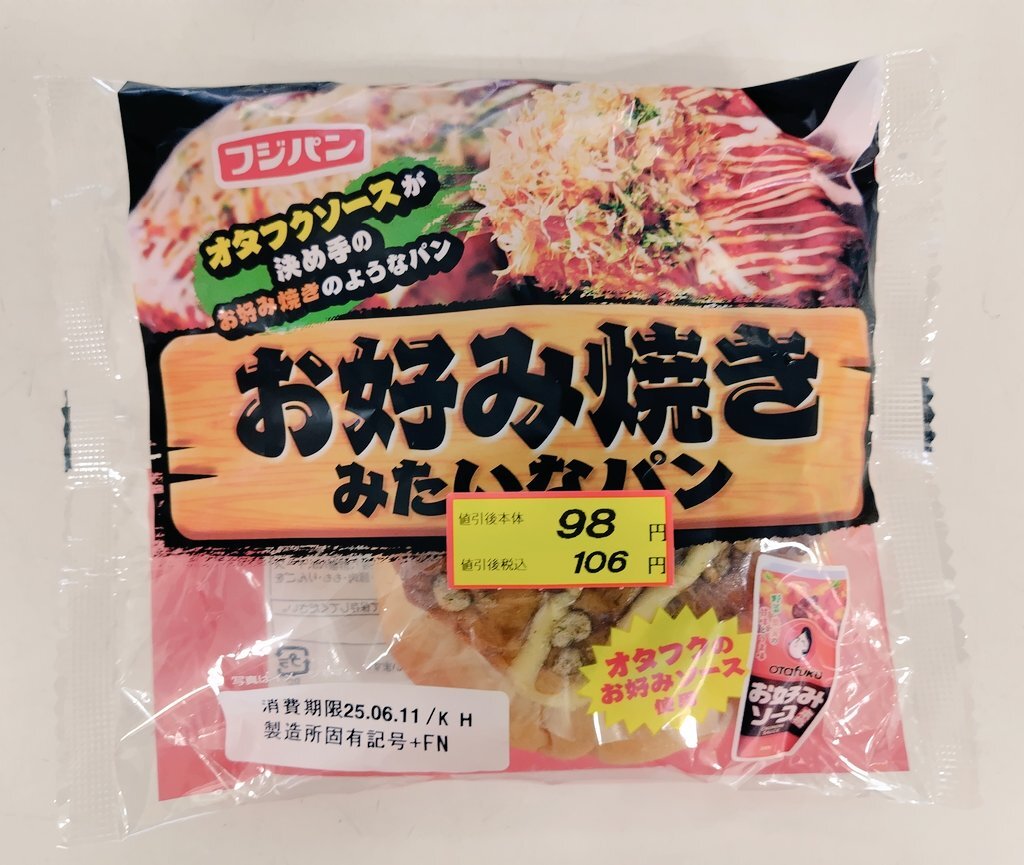 フジパン
オタフクソースが
決め手の
お好み焼きのようなパン
お好み焼き
みたいなパン
値引後本体 98 円
値引後税込 106 円
オタフクの
お好みソース
使用
OTAFUKU
お好み
ソース
写真は
消費期限25.06.11/K H
製造所固有記号+FN